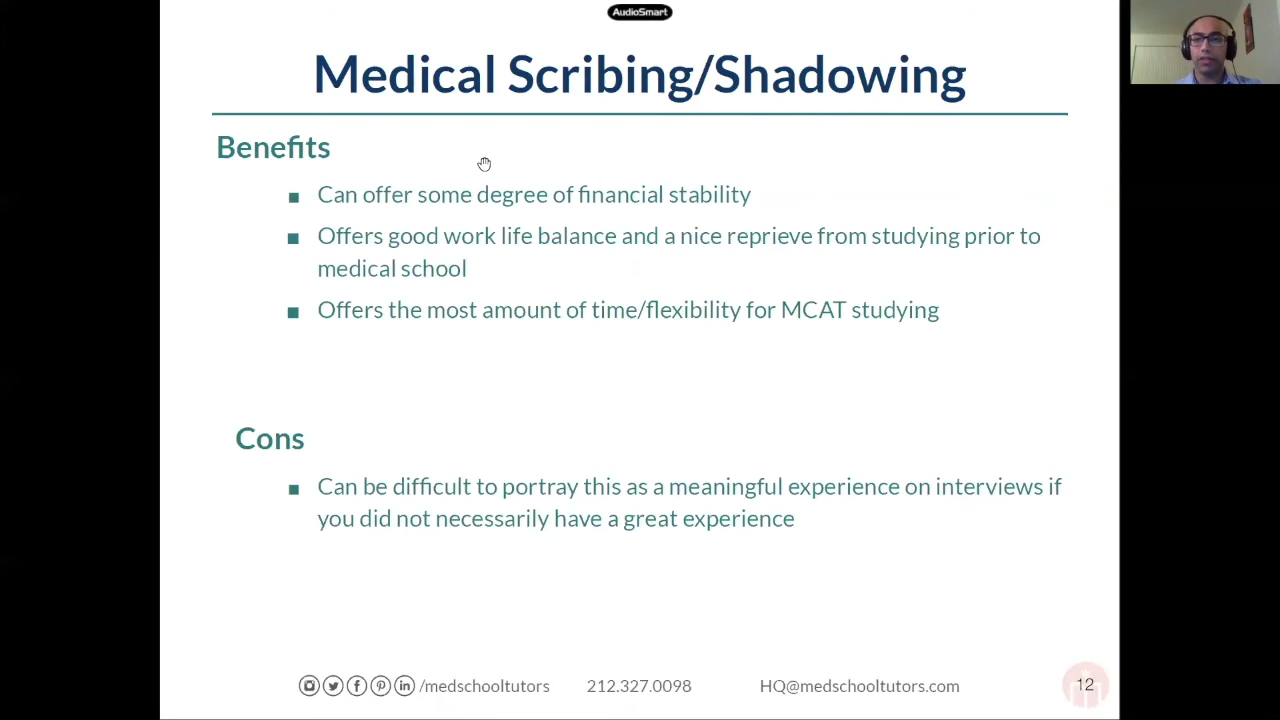 AudioSmart
Medical Scribing/Shadowing
Benefits
▪ Can offer some degree of financial stability
▪ Offers good work life balance and a nice reprieve from studying prior to
medical school
▪ Offers the most amount of time/flexibility for MCAT studying
Cons
▪ Can be difficult to portray this as a meaningful experience on interviews if
you did not necessarily have a great experience
/medschooltutors 212.327.0098 HQ@medschooltutors.com 12